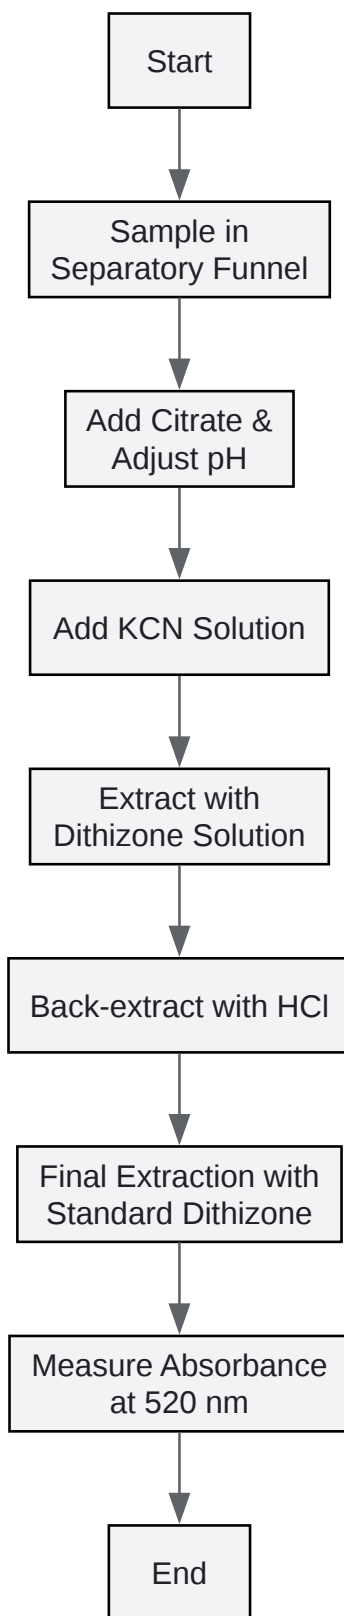 Start
Sample in
Separatory Funnel
Add Citrate &
Adjust pH
Add KCN Solution
Extract with
Dithizone Solution
Back-extract with HCl
Final Extraction with
Standard Dithizone
Measure Absorbance
at 520 nm
End